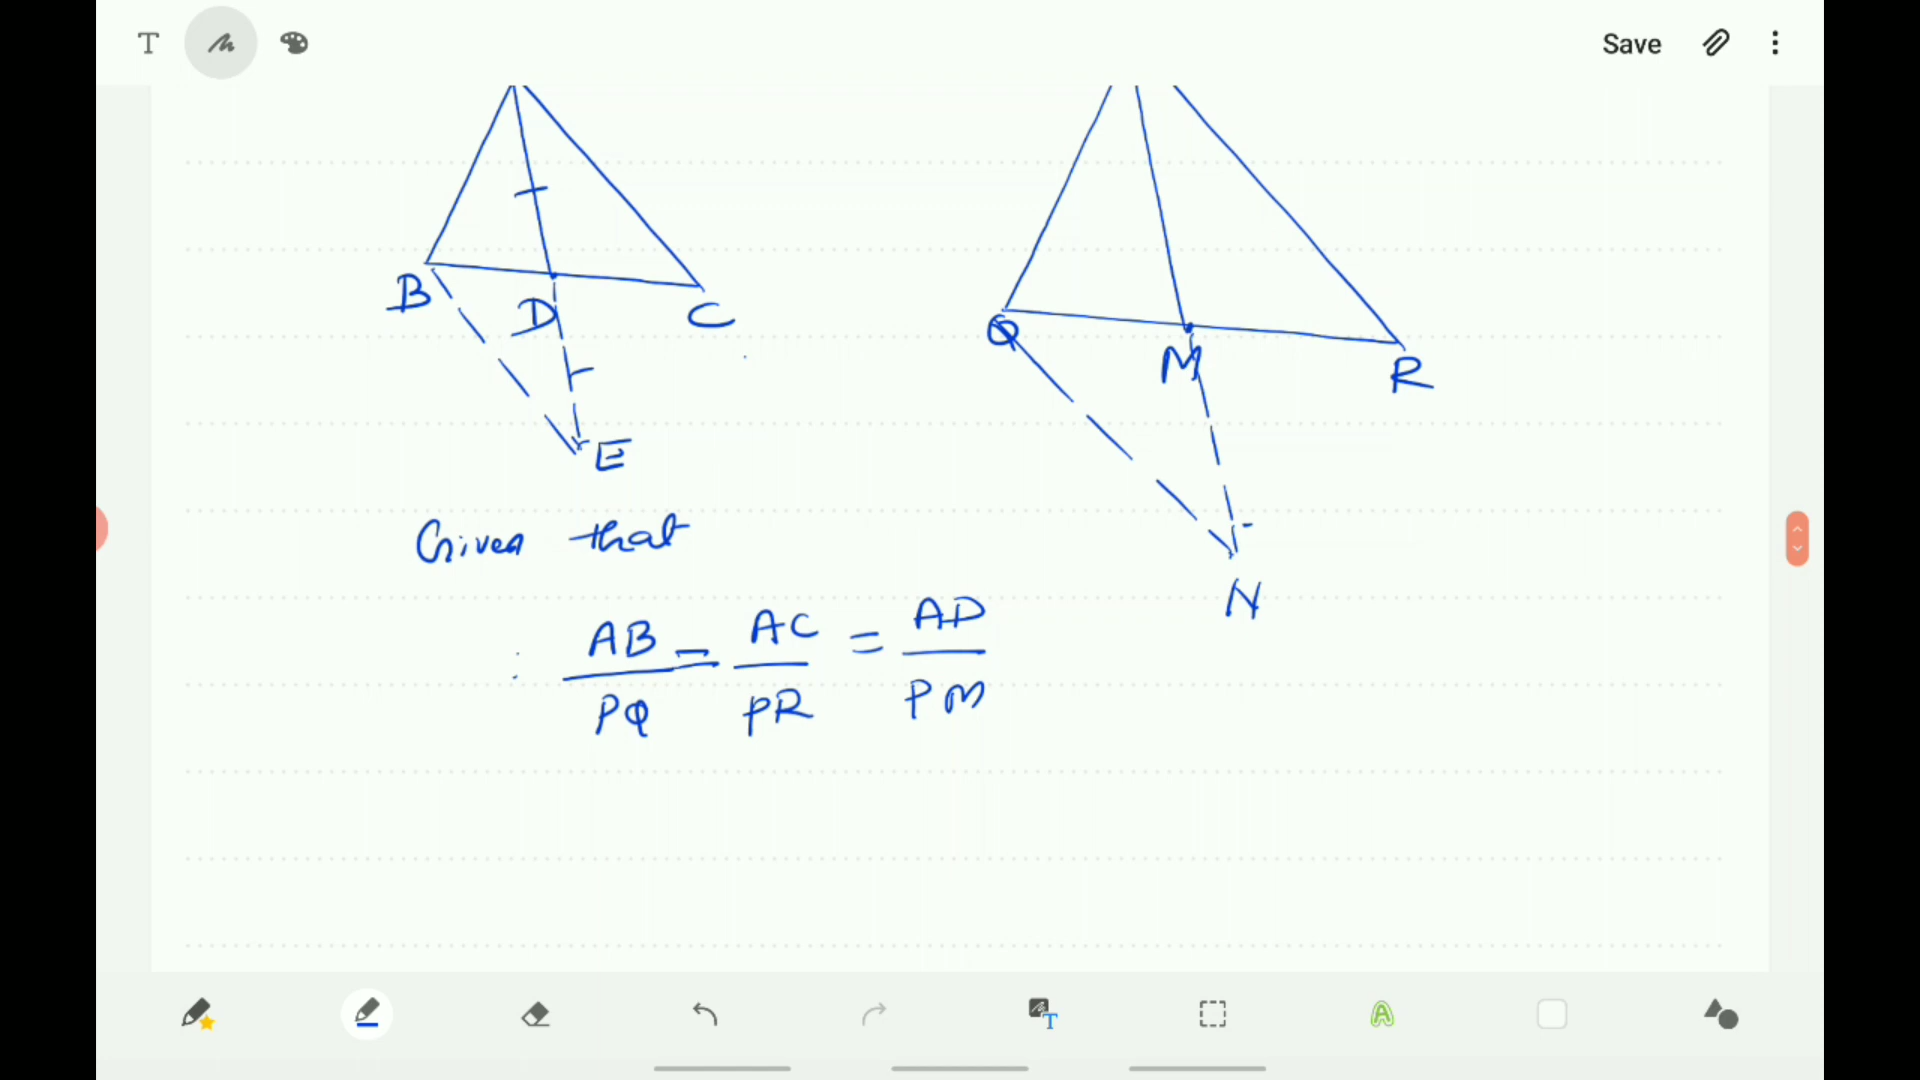 Save
B
D
C
Q
M
R
E
N
Given that
AB/PQ = AC/PR = AD/PM